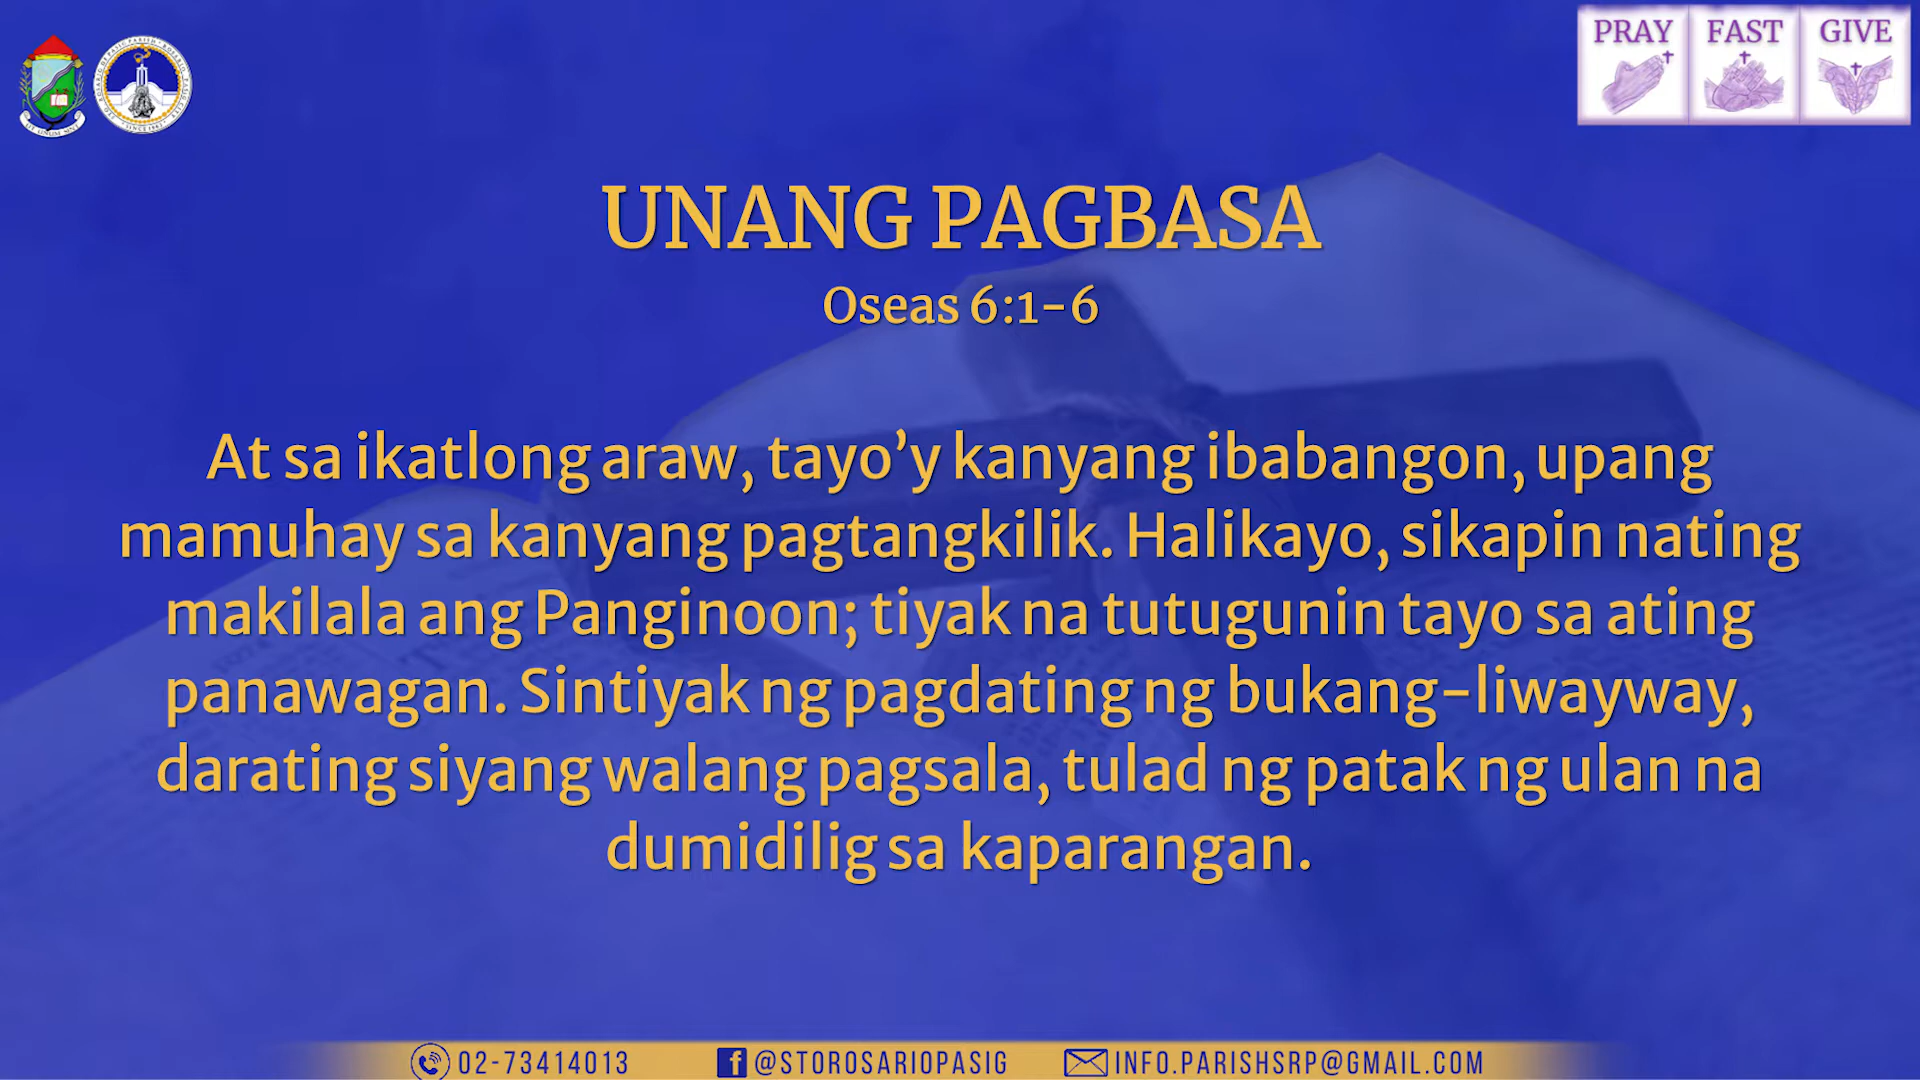 PRAY FAST GIVE
UNANG PAGBASA
Oseas 6:1-6
At sa ikatlong araw, tayo’y kanyang ibabangon, upang
mamuhay sa kanyang pagtangkilik. Halikayo, sikapin nating
makilala ang Panginoon; tiyak na tutugunin tayo sa ating
panawagan. Sintiyak ng pagdating ng bukang-liwayway,
darating siyang walang pagsala, tulad ng patak ng ulan na
dumidilig sa kaparangan.
02-73414013 @STOROSARIOPASIG INFO.PARISHSRP@GMAIL.COM